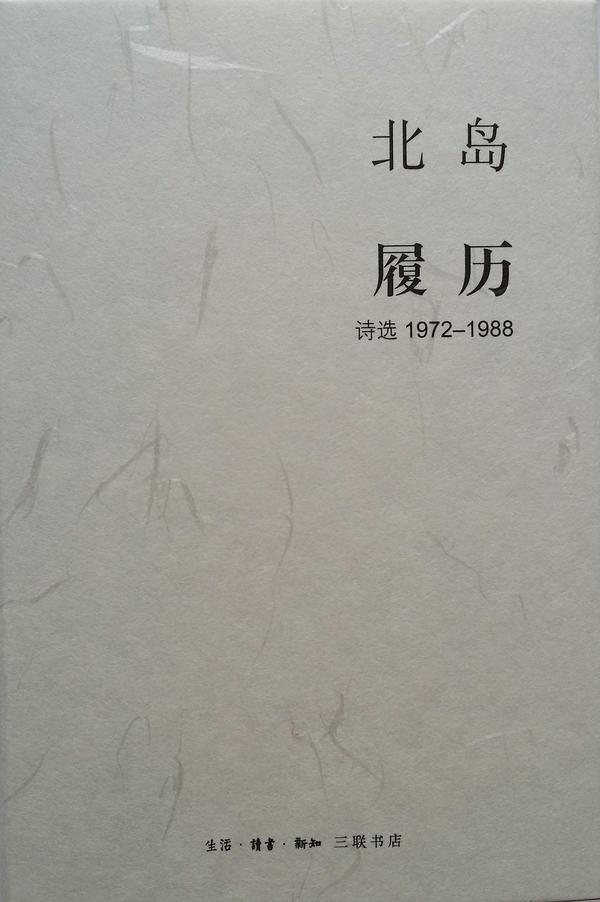 北岛
履历
诗选 1972–1988
生活·讀書·新知 三联书店